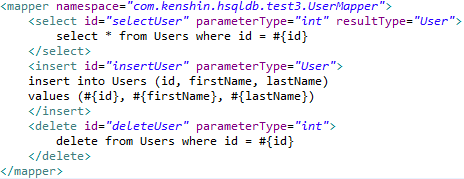 <mapper namespace="com.kenshin.hsqldb.test3.UserMapper">
    <select id="selectUser" parameterType="int" resultType="User">
        select * from Users where id = #{id}
    </select>
    <insert id="insertUser" parameterType="User">
    insert into Users (id, firstName, lastName)
    values (#{id}, #{firstName}, #{lastName})
    </insert>
    <delete id="deleteUser" parameterType="int">
        delete from Users where id = #{id}
    </delete>
</mapper>